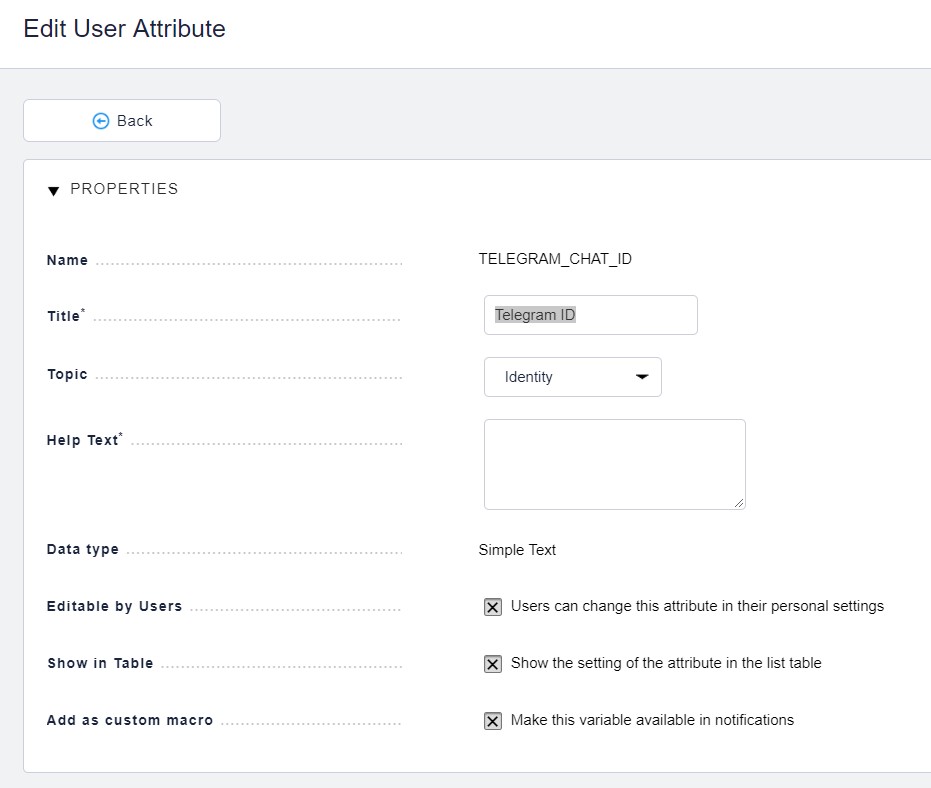 Edit User Attribute
Back
PROPERTIES
Name TELEGRAM_CHAT_ID
Title* Telegram ID
Topic Identity
Help Text*
Data type Simple Text
Editable by Users Users can change this attribute in their personal settings
Show in Table Show the setting of the attribute in the list table
Add as custom macro Make this variable available in notifications